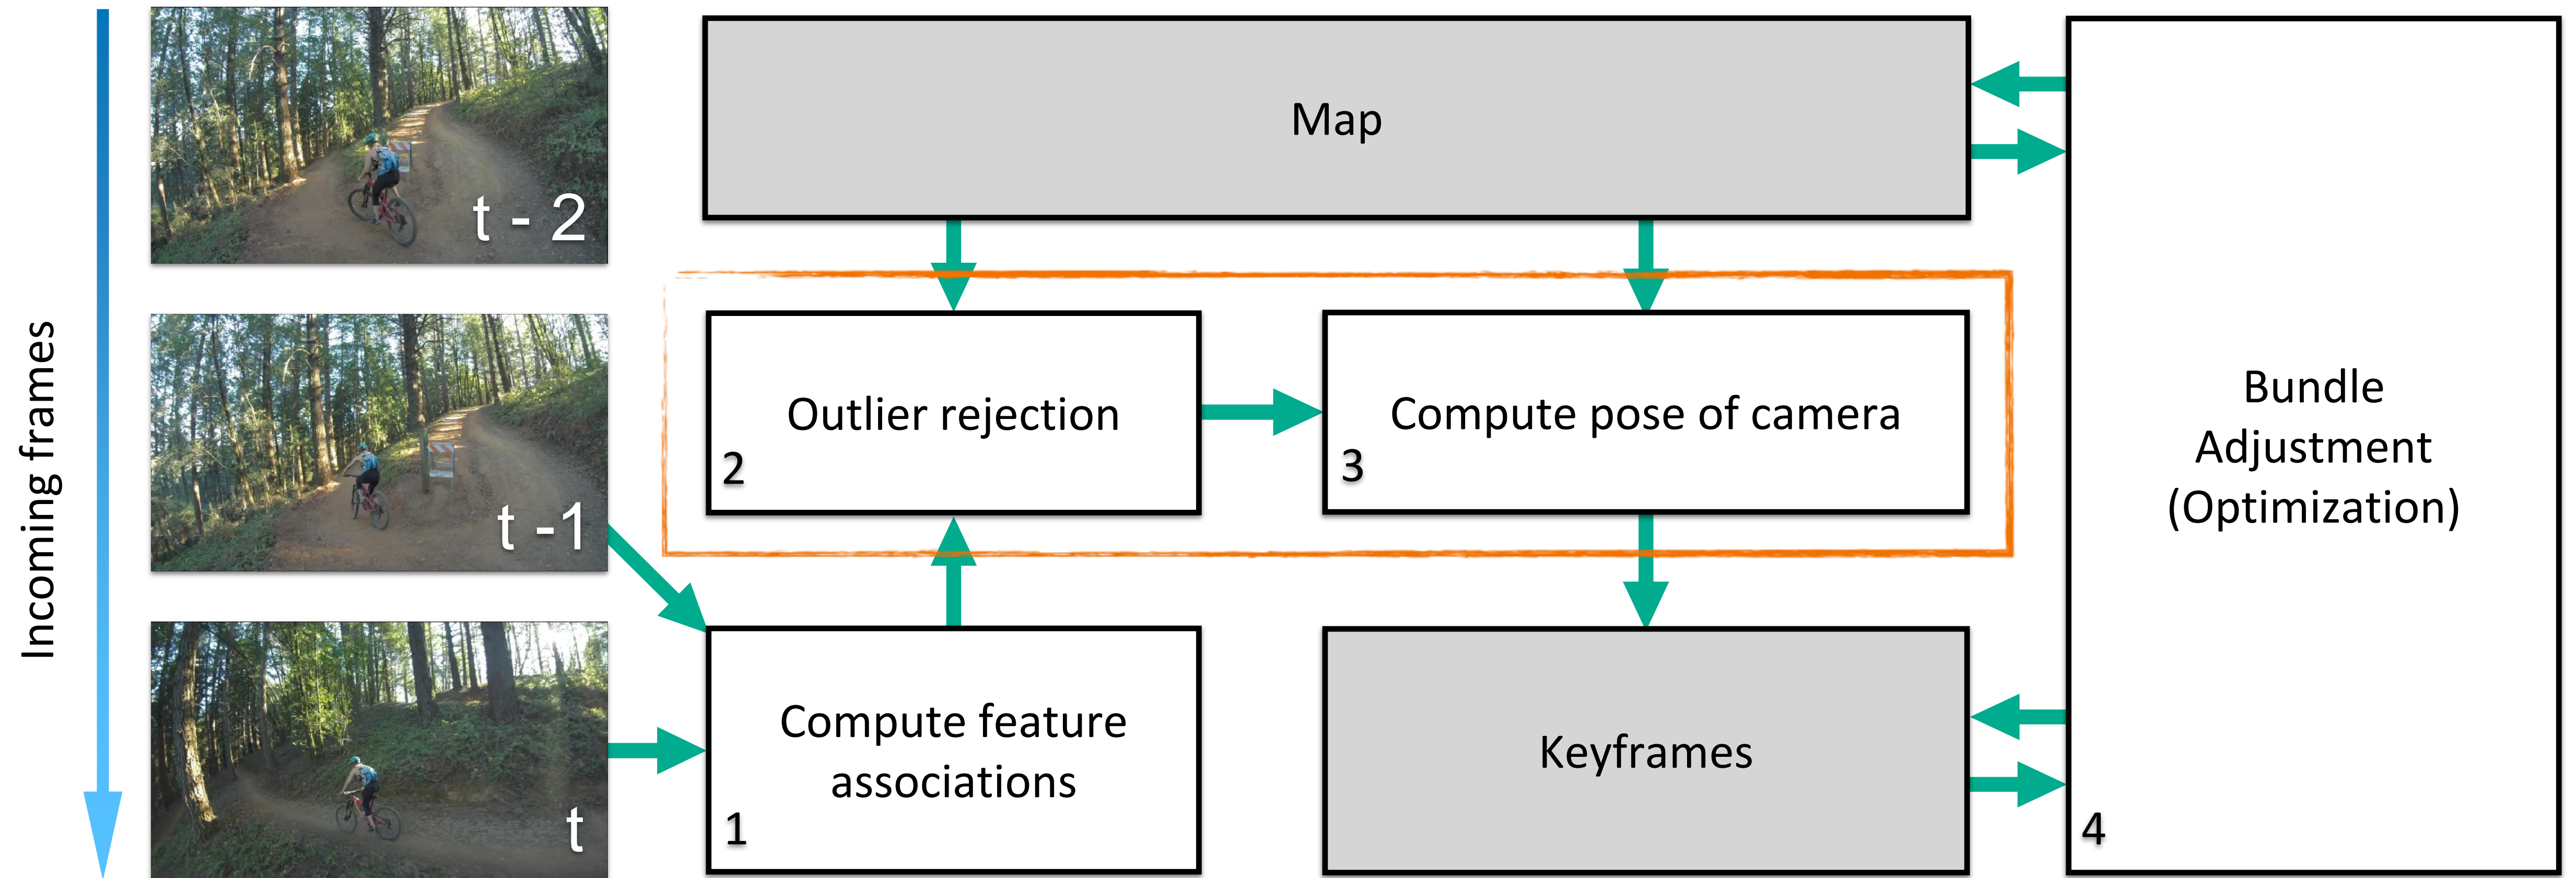 Incoming frames
t - 2
t -1
t
Map
Outlier rejection
2
Compute pose of camera
3
Compute feature
associations
1
Keyframes
Bundle
Adjustment
(Optimization)
4